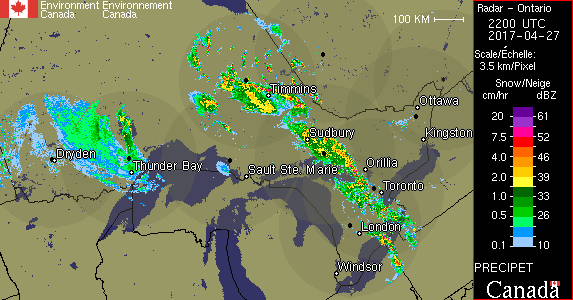 Environment Environnement
Canada Canada
100 KM
Timmins
Ottawa
Sudbury
Kingston
Dryden
Thunder Bay
Sault Ste. Marie
Orillia
Toronto
London
Windsor
Radar - Ontario
2200 UTC
2017-04-27
Scale/Échelle:
3.5 km/Pixel
Snow/Neige
cm/hr dBZ
20 61
7.5 52
4.0 46
2.0 39
1.0 33
0.5 26
0.1 10
PRECIPET
Canada